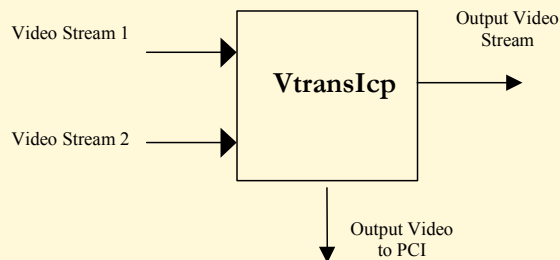 Video Stream 1
Output Video
Stream
VtransIcp
Video Stream 2
Output Video
to PCI